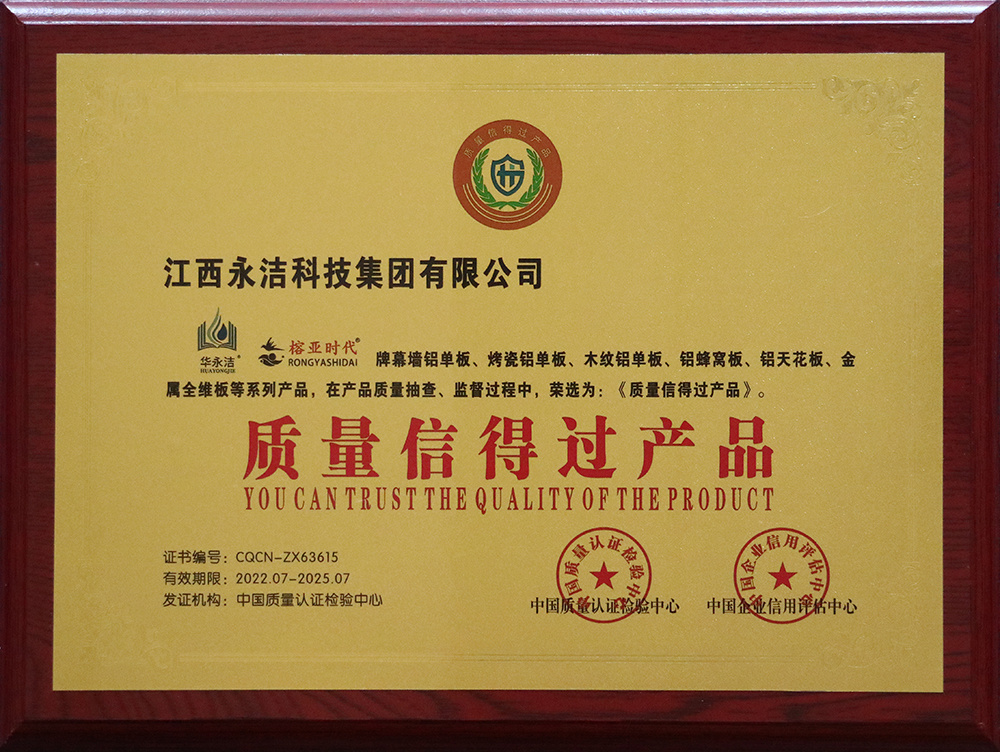 质量信得过产品
江西永洁科技集团有限公司
华永洁®
HUAYONGJIE
榕亚时代®
RONGYASHIDAI
牌幕墙铝单板、烤瓷铝单板、木纹铝单板、铝蜂窝板、铝天花板、金
属全维板等系列产品，在产品质量抽查、监督过程中，荣选为：《质量信得过产品》。
质量信得过产品
YOU CAN TRUST THE QUALITY OF THE PRODUCT
证书编号：CQCN-ZX63615
有效期限：2022.07-2025.07
发证机构：中国质量认证检验中心
中国质量认证检验中心
中国质量认证检验中心
中国企业信用评估中心
中国企业信用评估中心